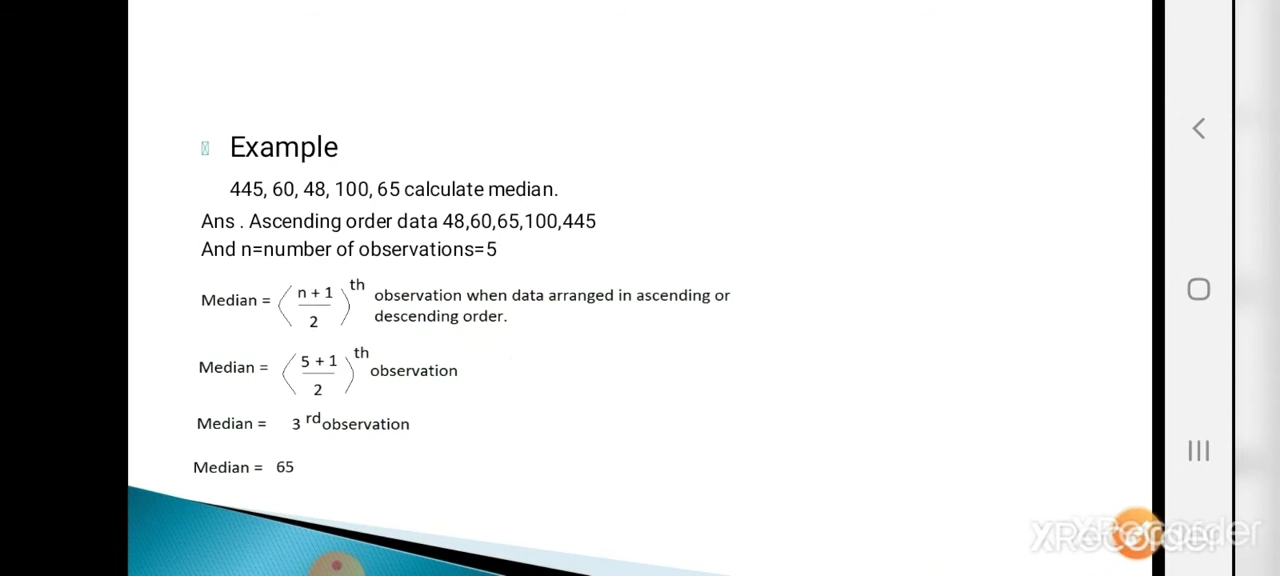 Example
445, 60, 48, 100, 65 calculate median.
Ans . Ascending order data 48,60,65,100,445
And n=number of observations=5
Median = (n + 1 / 2)th observation when data arranged in ascending or
descending order.
Median = (5 + 1 / 2)th observation
Median = 3 rd observation
Median = 65
XRecorder